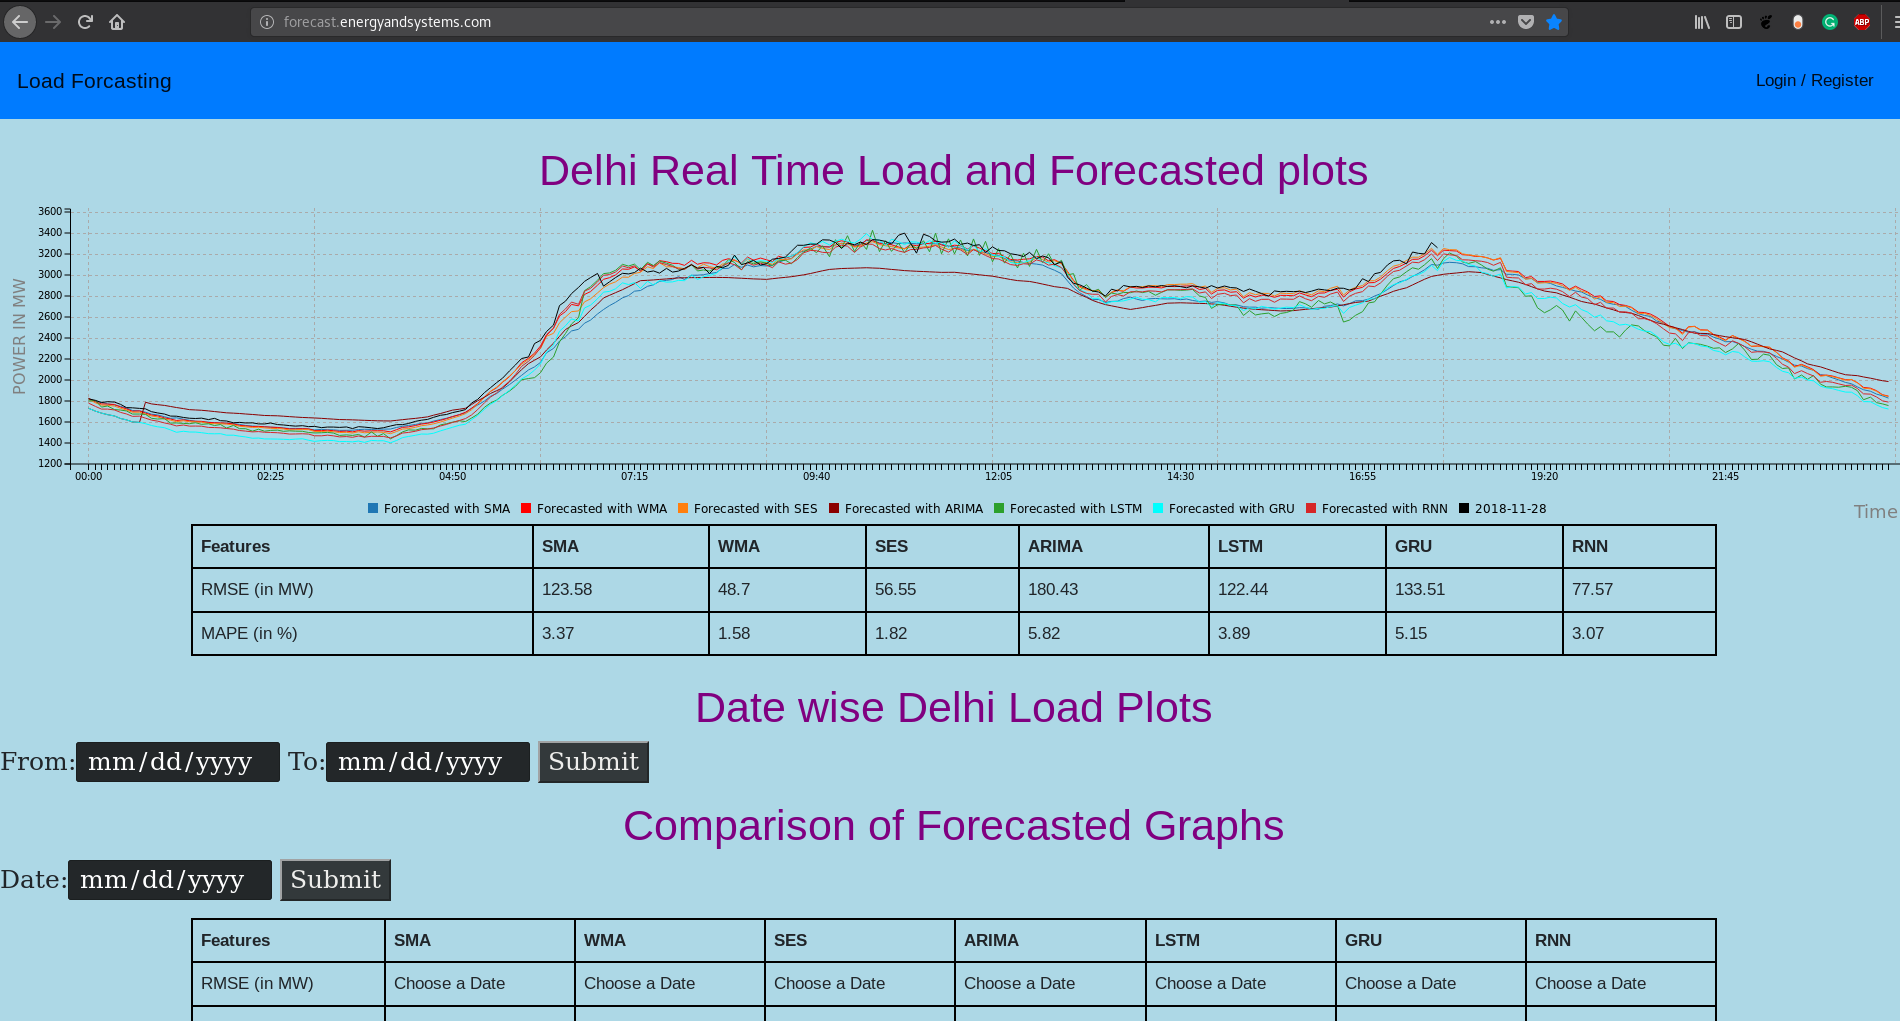 forecast.energyandsystems.com
ABP
Load Forcasting
Login / Register
Delhi Real Time Load and Forecasted plots
POWER IN MW
3600
3400
3200
3000
2800
2600
2400
2200
2000
1800
1600
1400
1200
00:00 02:25 04:50 07:15 09:40 12:05 14:30 16:55 19:20 21:45
Forecasted with SMA Forecasted with WMA Forecasted with SES Forecasted with ARIMA Forecasted with LSTM Forecasted with GRU Forecasted with RNN 2018-11-28
Time
Features SMA WMA SES ARIMA LSTM GRU RNN
RMSE (in MW) 123.58 48.7 56.55 180.43 122.44 133.51 77.57
MAPE (in %) 3.37 1.58 1.82 5.82 3.89 5.15 3.07
Date wise Delhi Load Plots
From: mm/dd/yyyy To: mm/dd/yyyy Submit
Comparison of Forecasted Graphs
Date: mm/dd/yyyy Submit
Features SMA WMA SES ARIMA LSTM GRU RNN
RMSE (in MW) Choose a Date Choose a Date Choose a Date Choose a Date Choose a Date Choose a Date Choose a Date